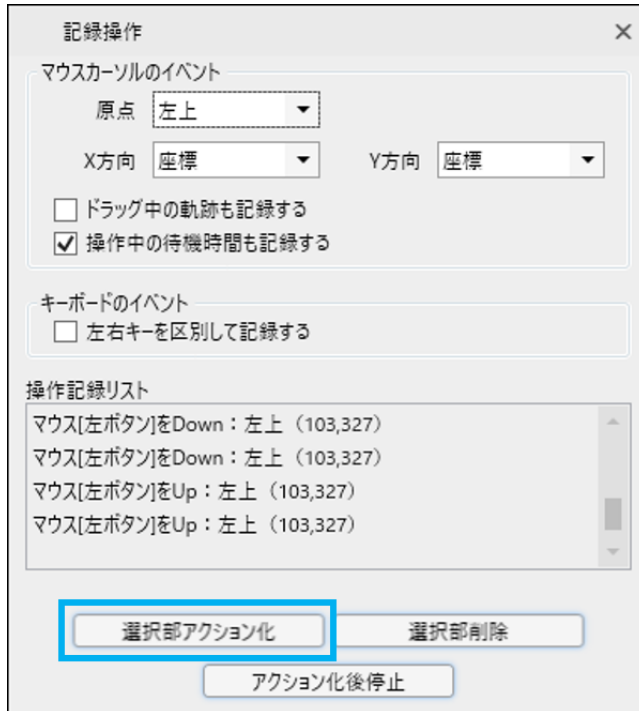 記録操作
マウスカーソルのイベント
原点 左上
X方向 座標 Y方向 座標
ドラッグ中の軌跡も記録する
操作中の待機時間も記録する
キーボードのイベント
左右キーを区別して記録する
操作記録リスト
マウス[左ボタン]をDown：左上（103,327）
マウス[左ボタン]をDown：左上（103,327）
マウス[左ボタン]をUp：左上（103,327）
マウス[左ボタン]をUp：左上（103,327）
選択部アクション化 選択部削除
アクション化後停止